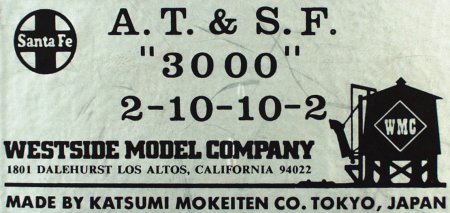 Santa Fe
A.T. & S.F.
"3000"
2-10-10-2
WMC
WESTSIDE MODEL COMPANY
1801 DALEHURST LOS ALTOS, CALIFORNIA 94022
MADE BY KATSUMI MOKEITEN CO. TOKYO, JAPAN